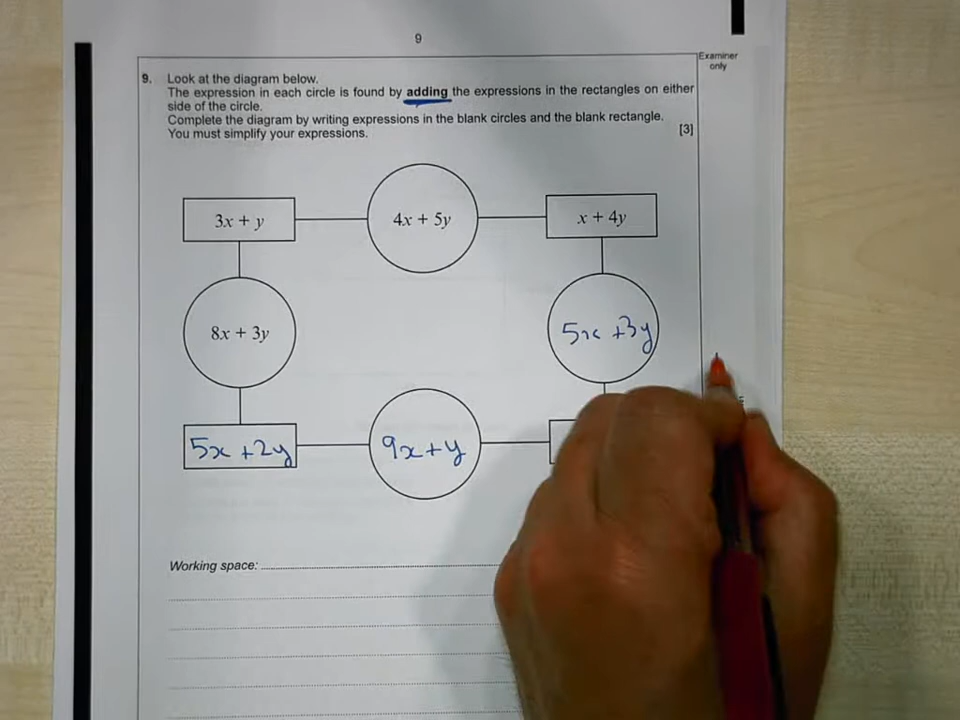 9
Examiner
only
9. Look at the diagram below.
The expression in each circle is found by adding the expressions in the rectangles on either
side of the circle.
Complete the diagram by writing expressions in the blank circles and the blank rectangle.
You must simplify your expressions.
[3]
3x + y
4x + 5y
x + 4y
8x + 3y
5x + 3y
5x + 2y
9x + y
Working space: